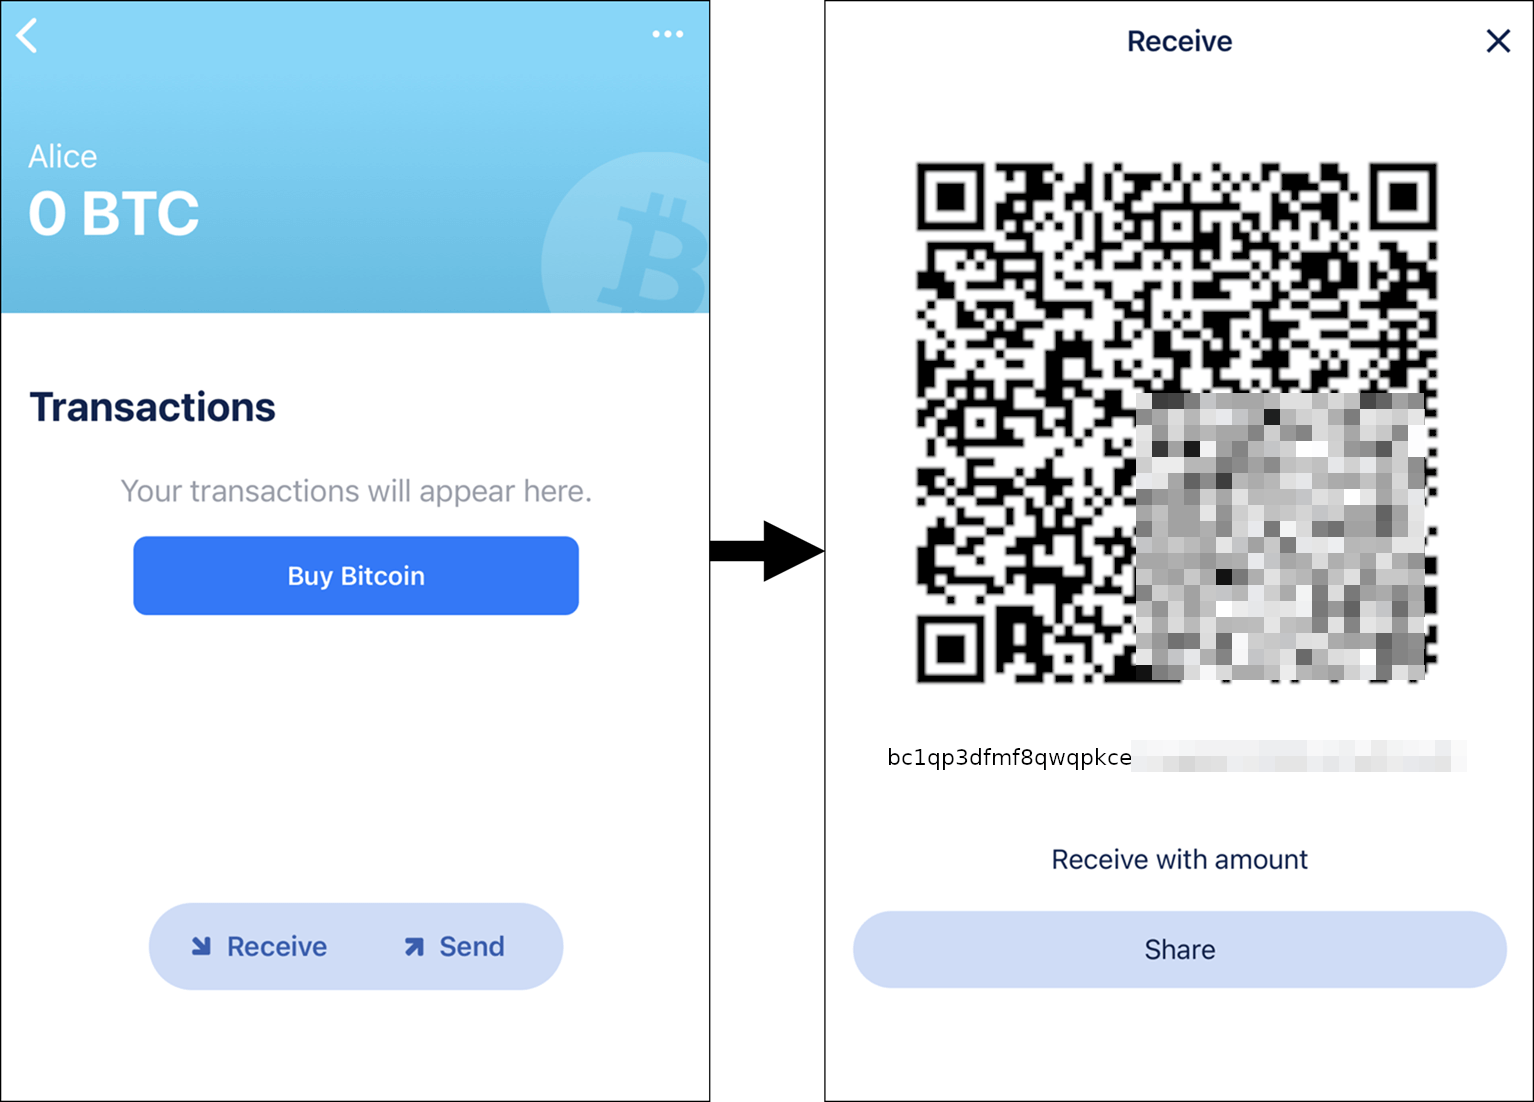 Alice
0 BTC
Transactions
Your transactions will appear here.
Buy Bitcoin
Receive
Send
Receive
bc1qp3dfmf8qwqpkce
Receive with amount
Share